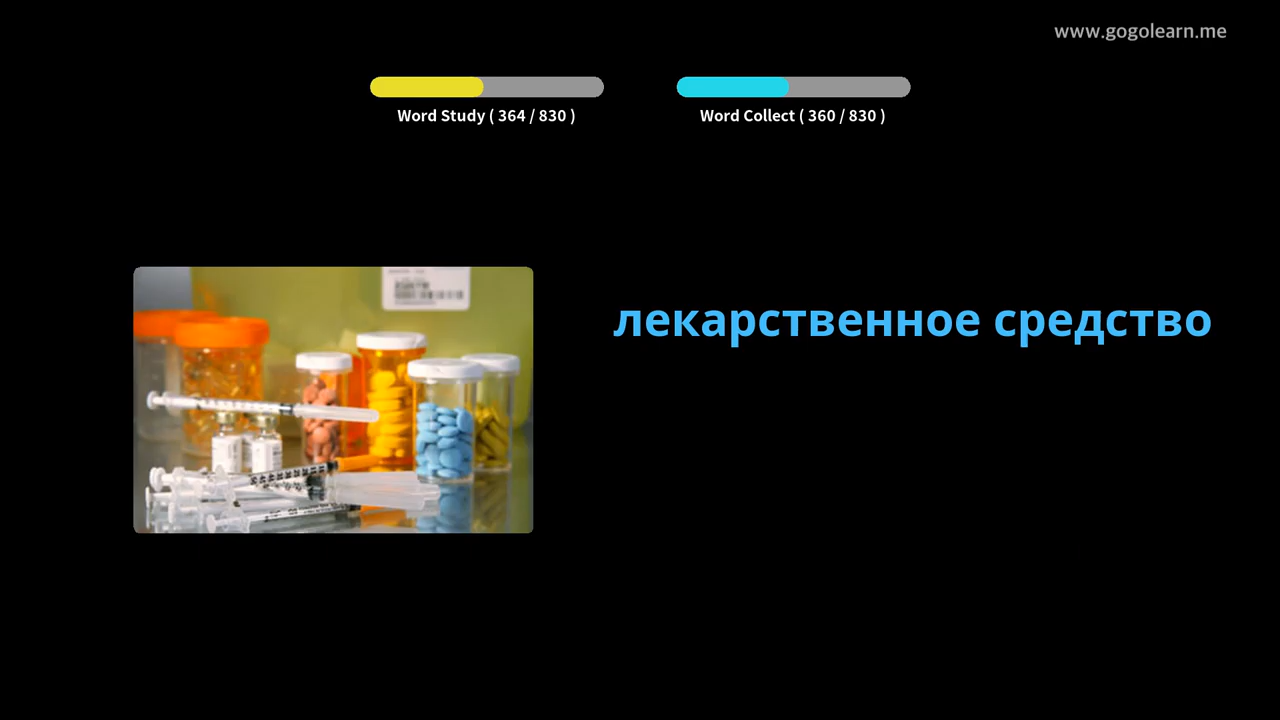 www.gogolearn.me
Word Study ( 364 / 830 )
Word Collect ( 360 / 830 )
лекарственное средство